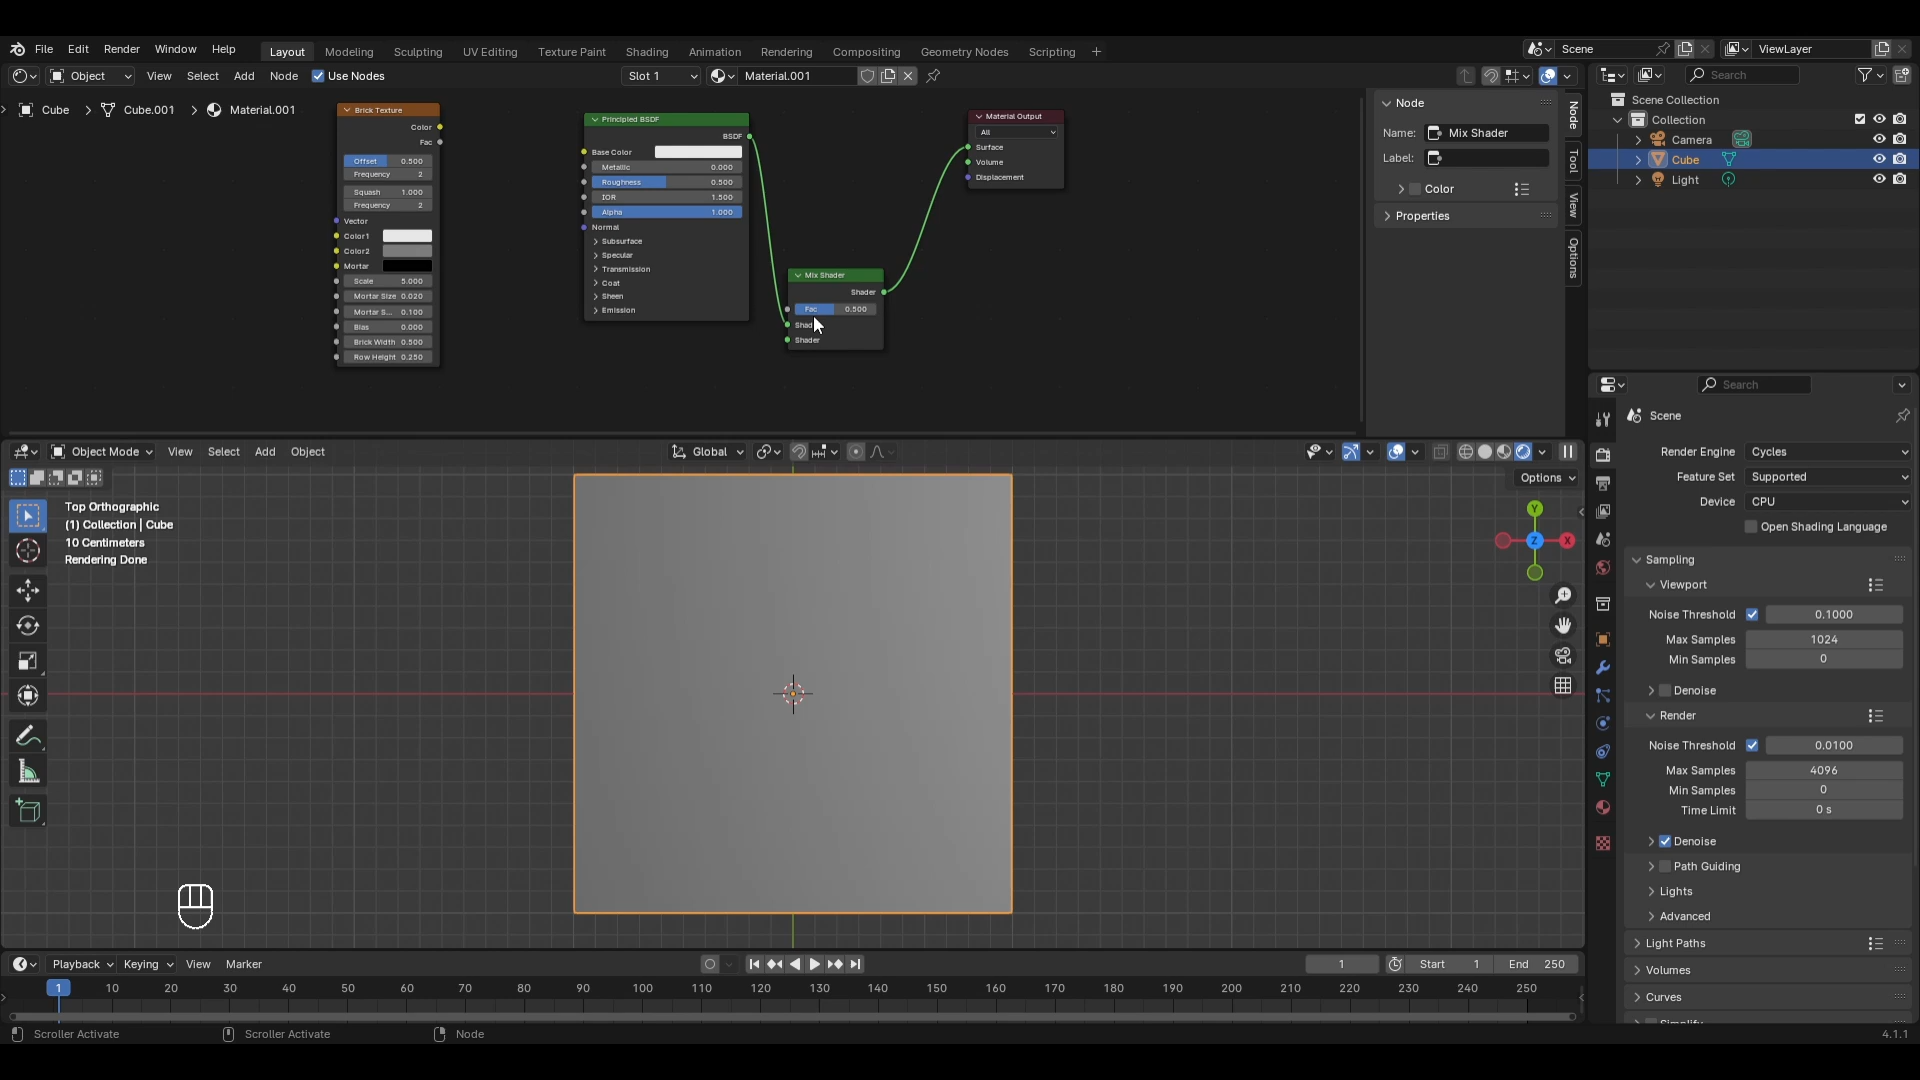 File Edit Render Window Help Layout Modeling Sculpting UV Editing Texture Paint Shading Animation Rendering Compositing Geometry Nodes Scripting Scene ViewLayer
Object View Select Add Node Use Nodes Slot 1 Material.001 Search
Cube Cube.001 Material.001
Brick Texture
Color
Fac
Offset 0.500
Frequency 2
Squash 1.000
Frequency 2
Vector
Color1
Color2
Mortar
Scale 5.000
Mortar Size 0.020
Mortar S... 0.100
Bias 0.000
Brick Width 0.500
Row Height 0.250
Principled BSDF
BSDF
Base Color
Metallic 0.000
Roughness 0.500
IOR 1.500
Alpha 1.000
Normal
Subsurface
Specular
Transmission
Coat
Sheen
Emission
Mix Shader
Shader
Fac 0.500
Shader
Material Output
All
Surface
Volume
Displacement
Node
Name: Mix Shader
Label:
Color
Properties
Node
Tool
View
Options
Scene Collection
Collection
Camera
Cube
Light
Object Mode View Select Add Object Global
Options
Top Orthographic
(1) Collection | Cube
10 Centimeters
Rendering Done
Y
Z
X
Search
Scene
Render Engine Cycles
Feature Set Supported
Device CPU
Open Shading Language
Sampling
Viewport
Noise Threshold 0.1000
Max Samples 1024
Min Samples 0
Denoise
Render
Noise Threshold 0.0100
Max Samples 4096
Min Samples 0
Time Limit 0 s
Denoise
Path Guiding
Lights
Advanced
Light Paths
Volumes
Curves
Playback Keying View Marker 1 Start 1 End 250
1 10 20 30 40 50 60 70 80 90 100 110 120 130 140 150 160 170 180 190 200 210 220 230 240 250
Scroller Activate Scroller Activate Node 4.1.1